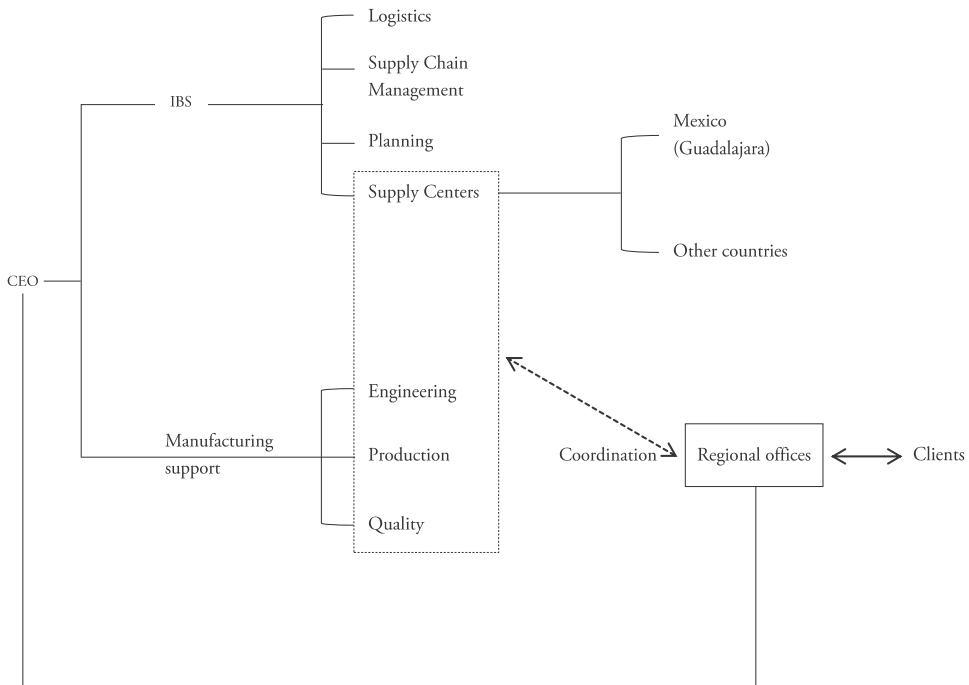 Logistics
Supply Chain
Management
IBS
Planning
Mexico
(Guadalajara)
Supply Centers
Other countries
CEO
Engineering
Manufacturing
support
Production
Quality
Coordination
Regional offices
Clients